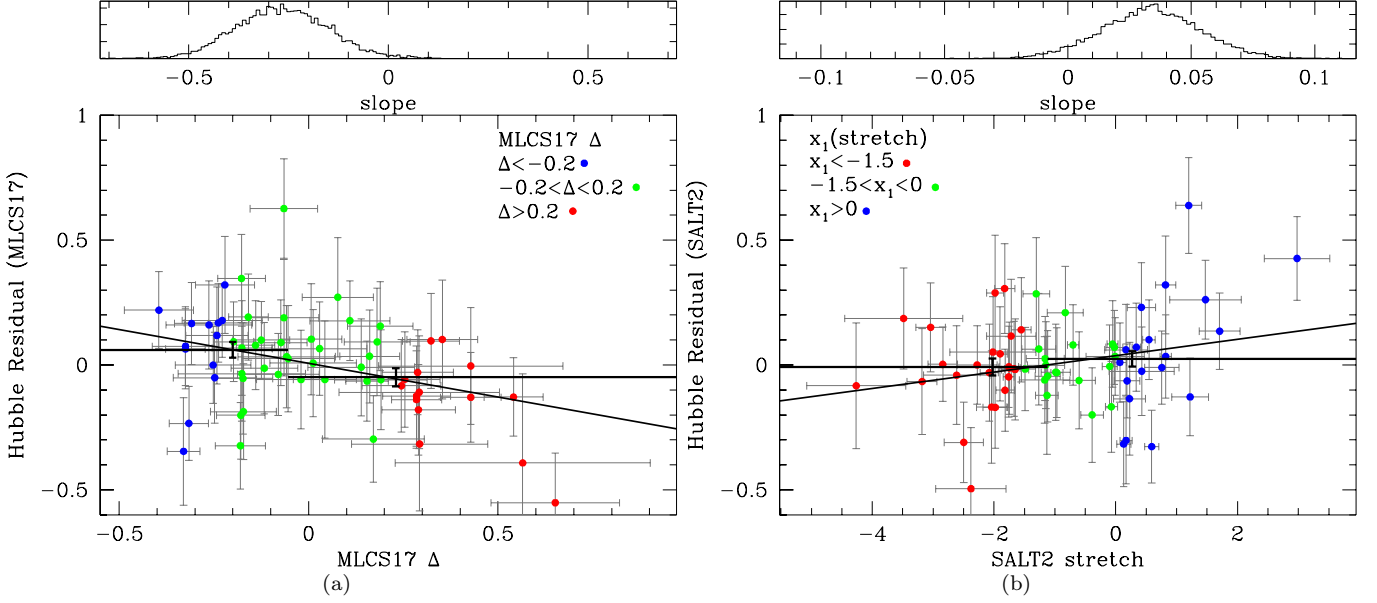 −0.5 0 0.5
slope
1
0.5
0
−0.5
Hubble Residual (MLCS17)
MLCS17 Δ
Δ<−0.2
−0.2<Δ<0.2
Δ>0.2
−0.5 0 0.5
MLCS17 Δ
(a)
−0.1 −0.05 0 0.05 0.1
slope
1
0.5
0
−0.5
Hubble Residual (SALT2)
x₁(stretch)
x₁<−1.5
−1.5<x₁<0
x₁>0
−4 −2 0 2
SALT2 stretch
(b)